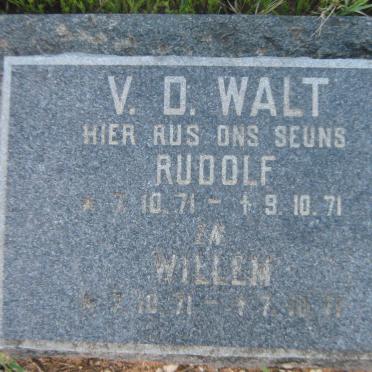 V. D. WALT
HIER RUS ONS SEUNS
RUDOLF
* 7.10.71 - † 9.10.71
EN
WILLEM
* 7.10.71 - † 7.10.71